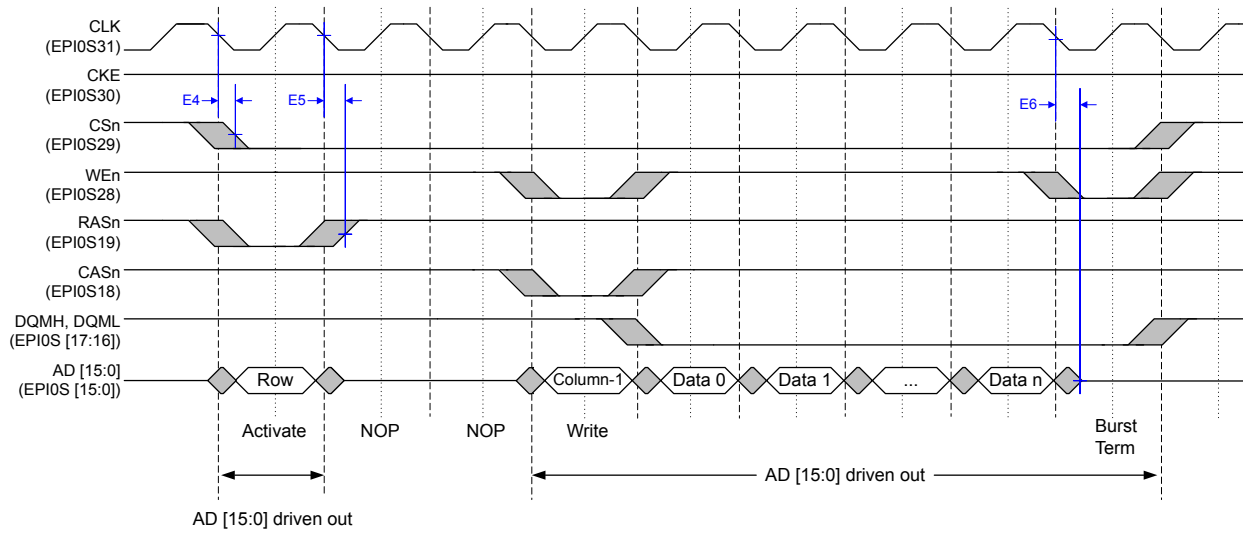 CLK
(EPI0S31)
CKE
(EPI0S30)
E4
E5
E6
CSn
(EPI0S29)
WEn
(EPI0S28)
RASn
(EPI0S19)
CASn
(EPI0S18)
DQMH, DQML
(EPI0S [17:16])
AD [15:0]
(EPI0S [15:0])
Row
Column-1
Data 0
Data 1
...
Data n
Activate
NOP
NOP
Write
Burst
Term
AD [15:0] driven out
AD [15:0] driven out